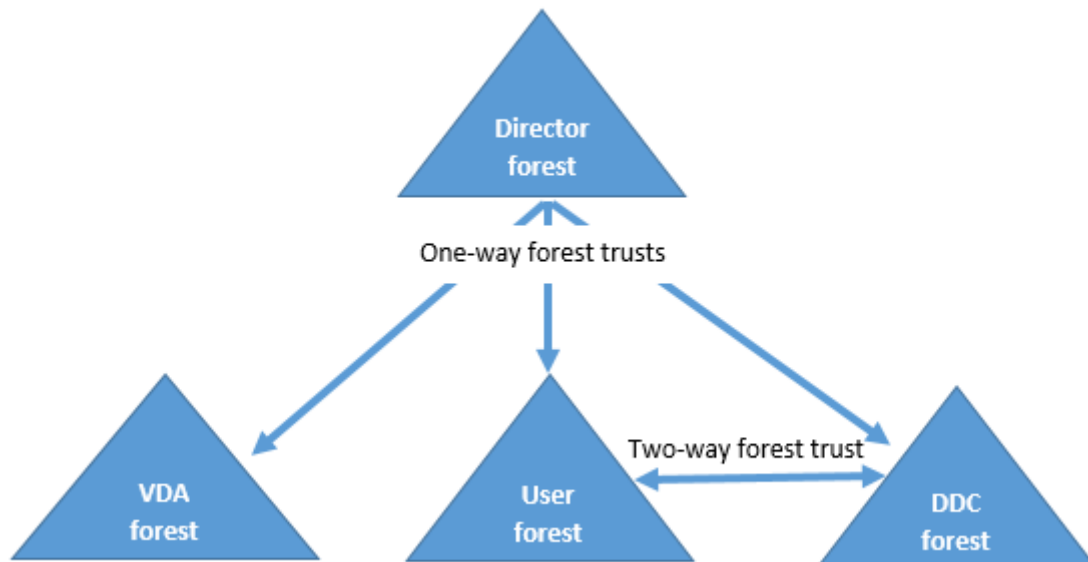 Director
forest
One-way forest trusts
Two-way forest trust
VDA
forest
User
forest
DDC
forest